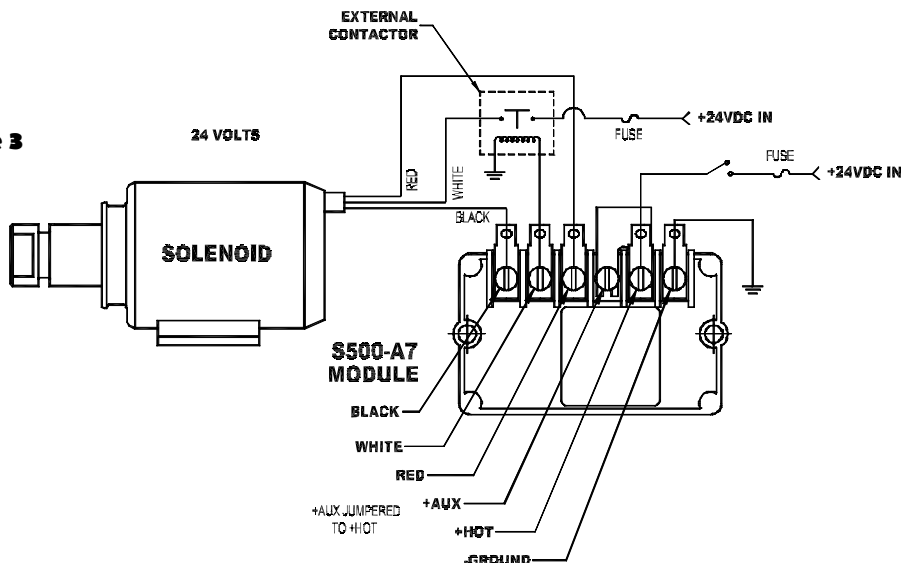 EXTERNAL
CONTACTOR
+24VDC IN
FUSE
3
24 VOLTS
FUSE
+24VDC IN
RED
WHITE
BLACK
SOLENOID
S500-A7
MODULE
BLACK
WHITE
RED
+AUX
+AUX JUMPERED
TO +HOT
+HOT
-GROUND